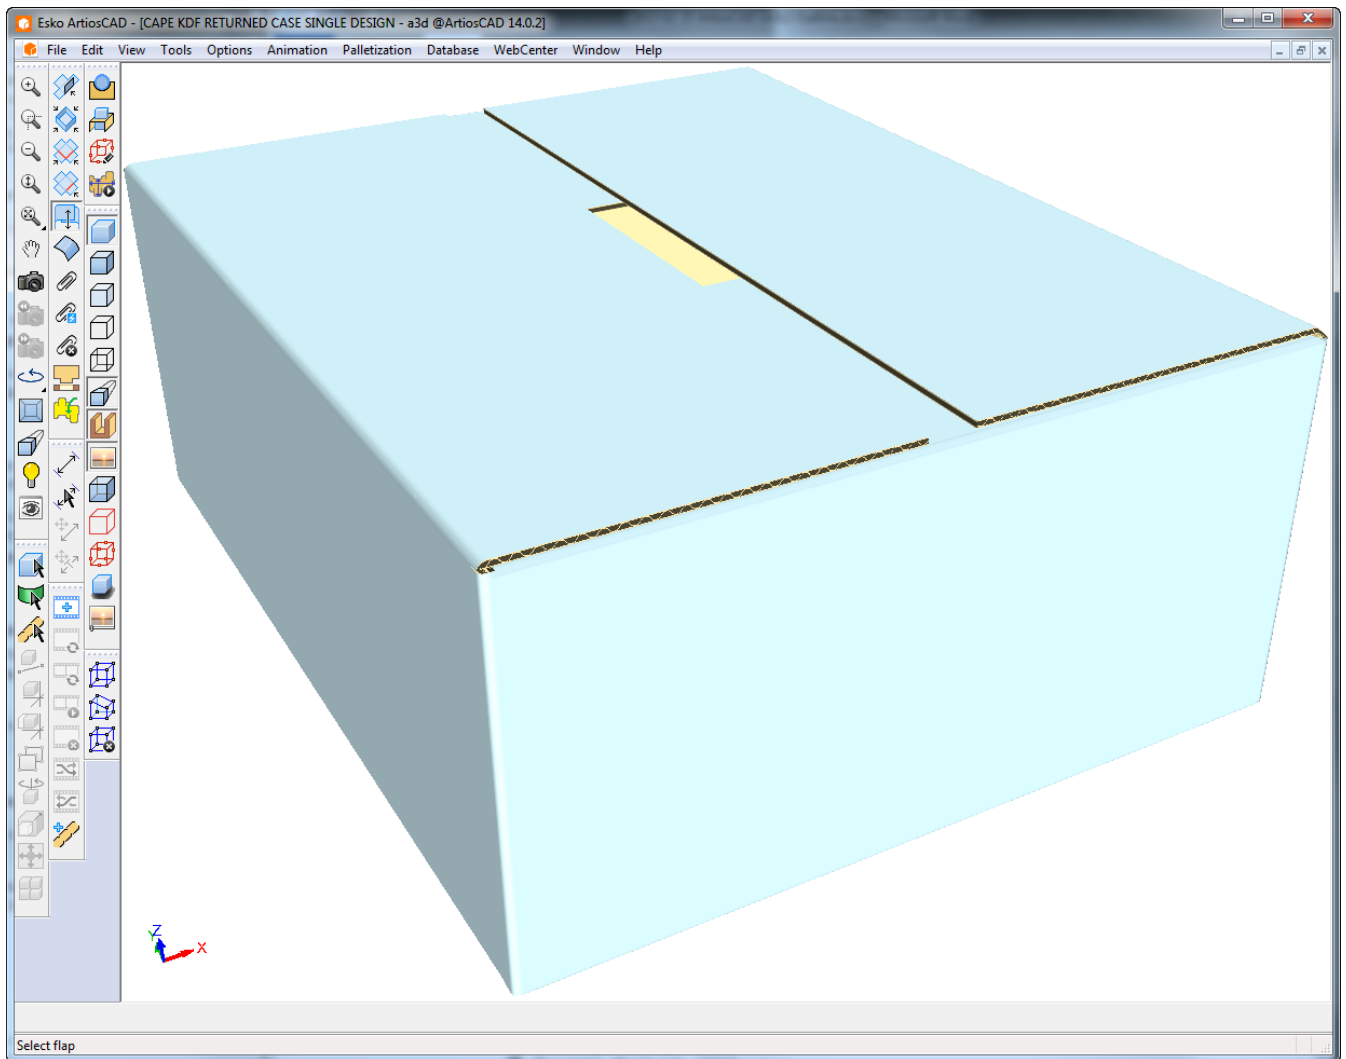 Esko ArtiosCAD - [CAPE KDF RETURNED CASE SINGLE DESIGN - a3d @ArtiosCAD 14.0.2]
File Edit View Tools Options Animation Palletization Database WebCenter Window Help
Z
Y
X
Select flap